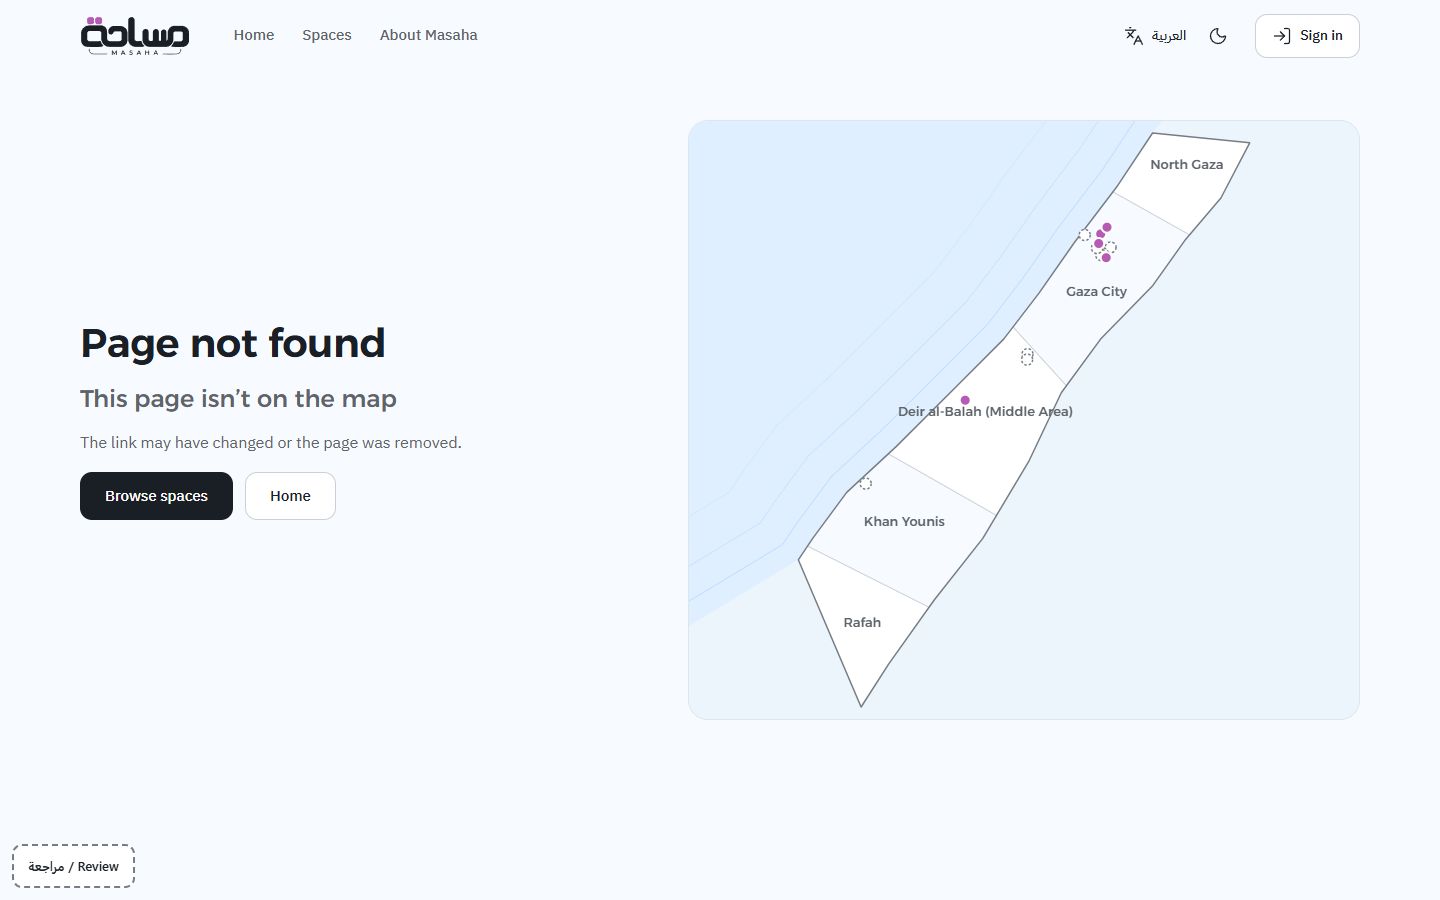 مساحة
MASAHA
Home
Spaces
About Masaha
العربية
Sign in
Page not found
This page isn’t on the map
The link may have changed or the page was removed.
Browse spaces
Home
North Gaza
Gaza City
Deir al-Balah (Middle Area)
Khan Younis
Rafah
مراجعة / Review